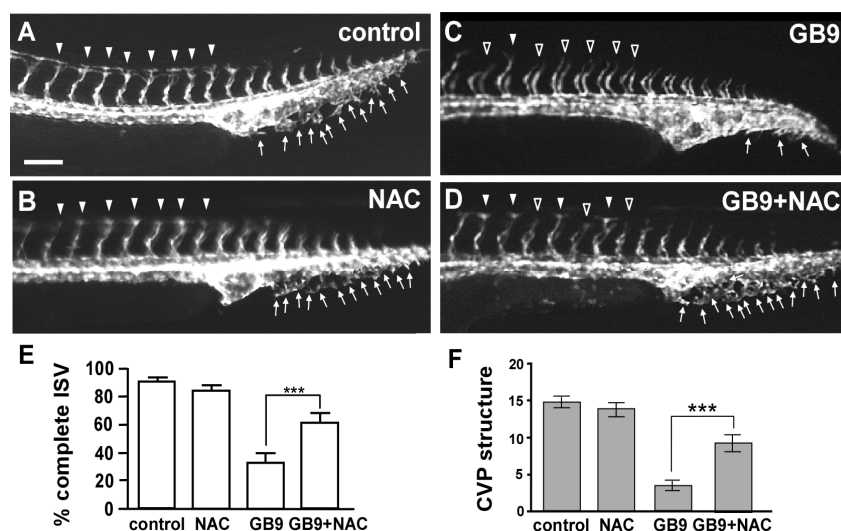 A
control
C
GB9
B
NAC
D
GB9+NAC
E
% complete ISV
100
80
60
40
20
0
***
control NAC GB9 GB9+NAC
F
CVP structure
20
15
10
5
0
***
control NAC GB9 GB9+NAC